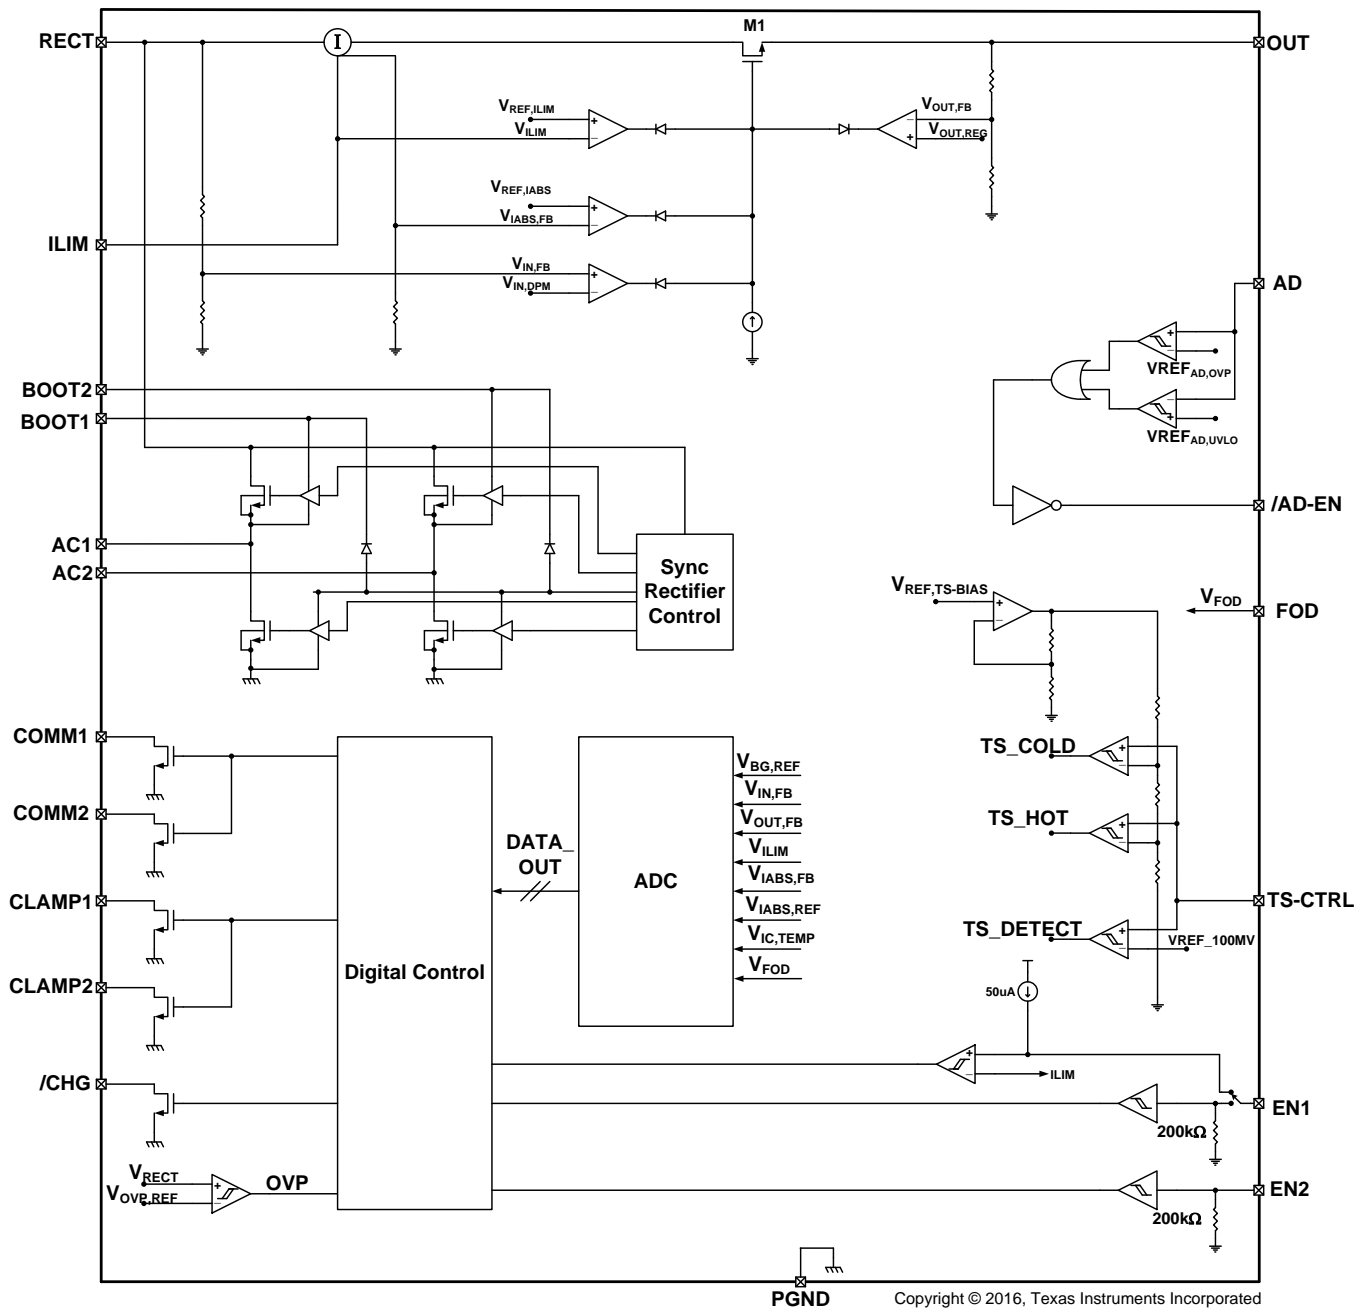 M1
RECT
I
OUT
VREF,ILIM
VILIM
+
−
VOUT,FB
VOUT,REG
−
+
VREF,IABS
VIABS,FB
+
−
ILIM
VIN,FB
VIN,DPM
+
−
AD
+
−
VREFAD,OVP
−
+
VREFAD,UVLO
BOOT2
BOOT1
/AD-EN
AC1
AC2
Sync
Rectifier
Control
VREF,TS-BIAS
+
−
VFOD
FOD
COMM1
COMM2
CLAMP1
CLAMP2
/CHG
Digital Control
DATA_
OUT
ADC
VBG,REF
VIN,FB
VOUT,FB
VILIM
VIABS,FB
VIABS,REF
VIC,TEMP
VFOD
TS_COLD
+
−
TS_HOT
+
−
TS_DETECT
+
−
VREF_100MV
TS-CTRL
50uA
+
−
ILIM
EN1
200kΩ
EN2
200kΩ
VRECT
VOVP,REF
+
−
OVP
PGND
Copyright © 2016, Texas Instruments Incorporated